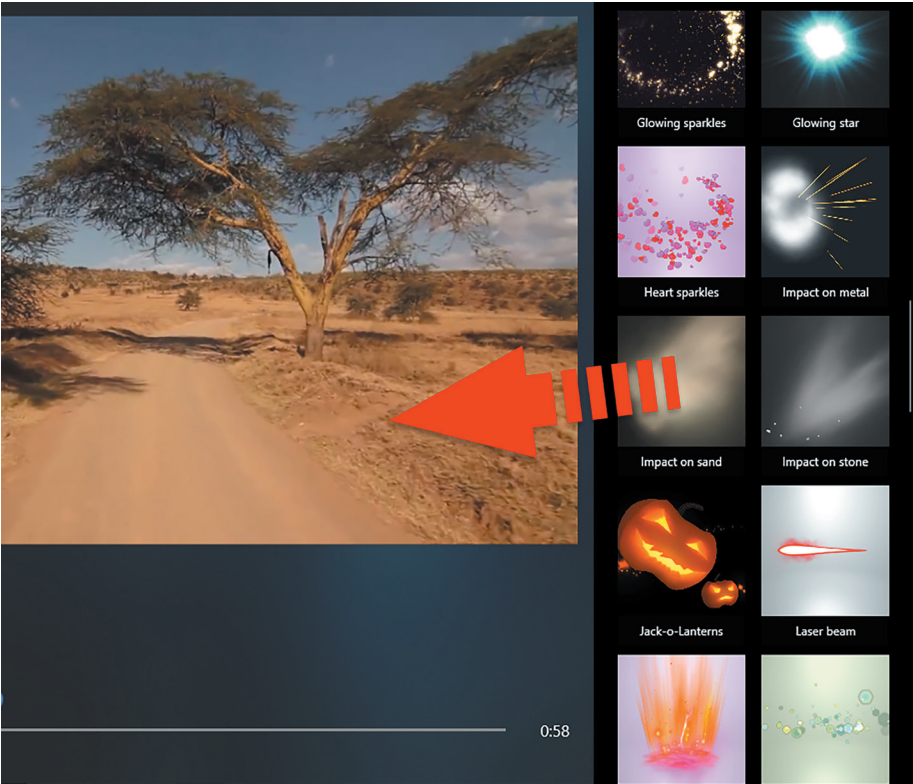 Glowing sparkles
Glowing star
Heart sparkles
Impact on metal
Impact on sand
Impact on stone
Jack-o-Lanterns
Laser beam
0:58